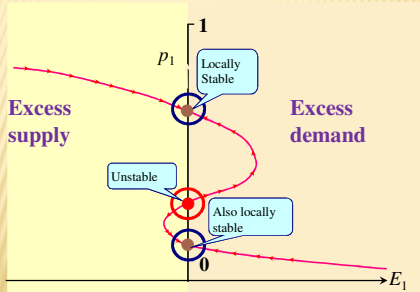 1
p1
Locally
Stable
Excess
supply
Excess
demand
Unstable
Also locally
stable
0
E1